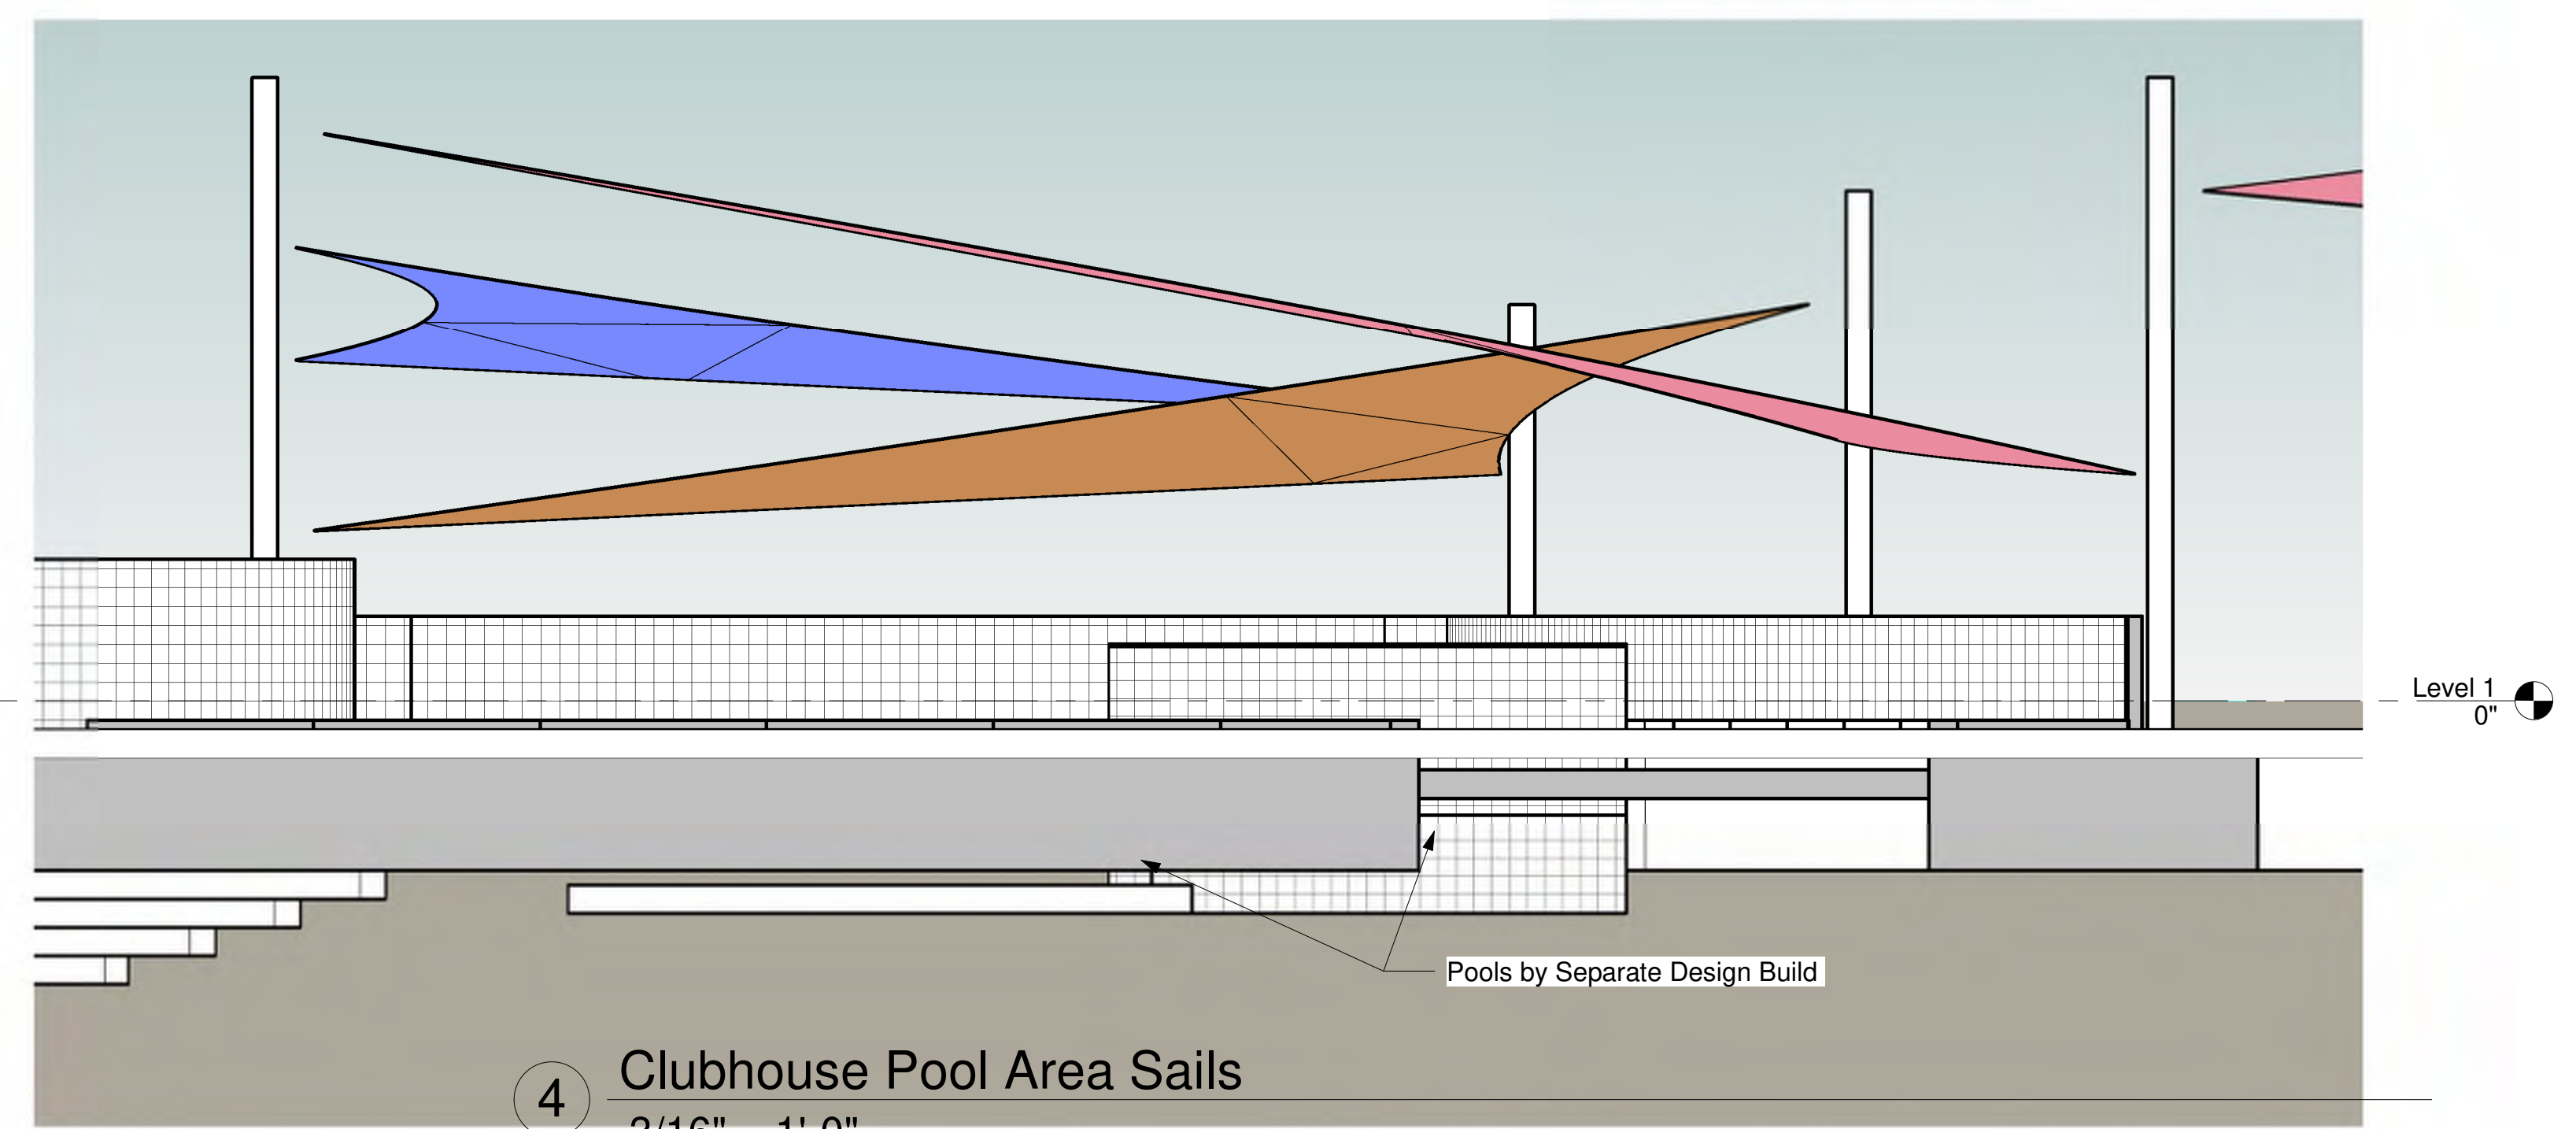 Level 1
0"
Pools by Separate Design Build
4
Clubhouse Pool Area Sails